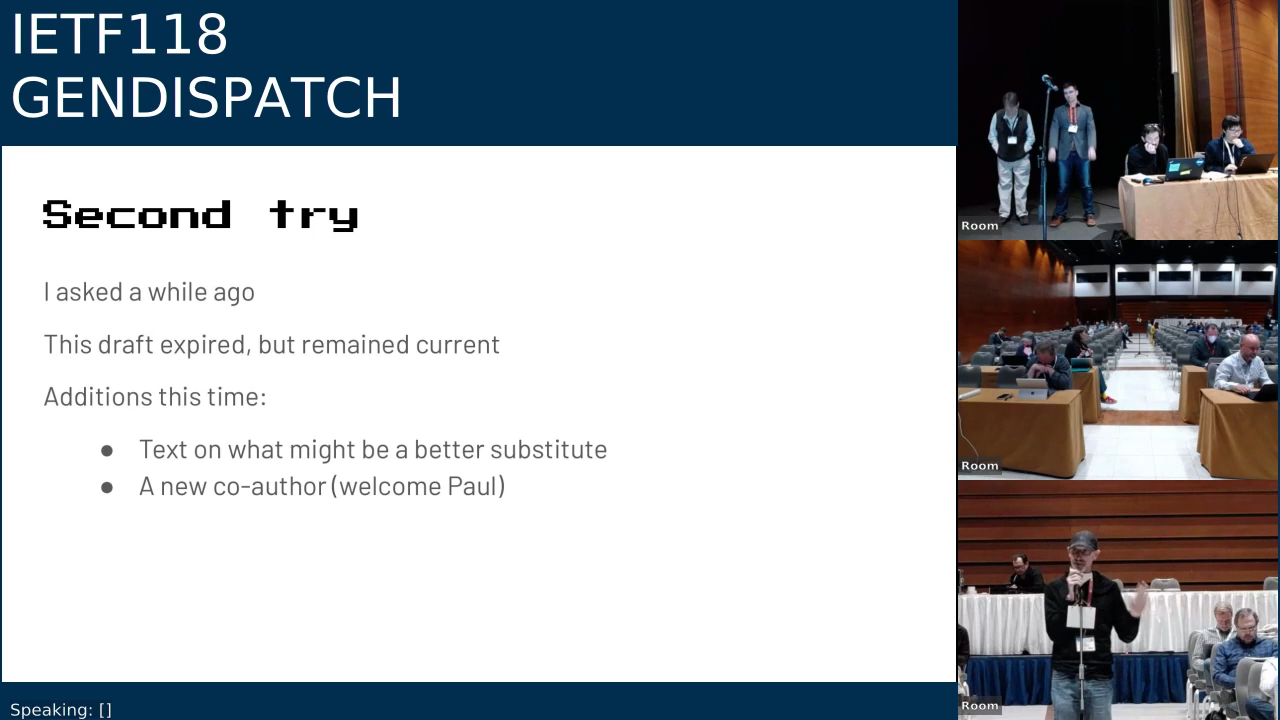 IETF118
GENDISPATCH
Second try
I asked a while ago
This draft expired, but remained current
Additions this time:
● Text on what might be a better substitute
● A new co-author (welcome Paul)
Speaking: []
Room
Room
Room